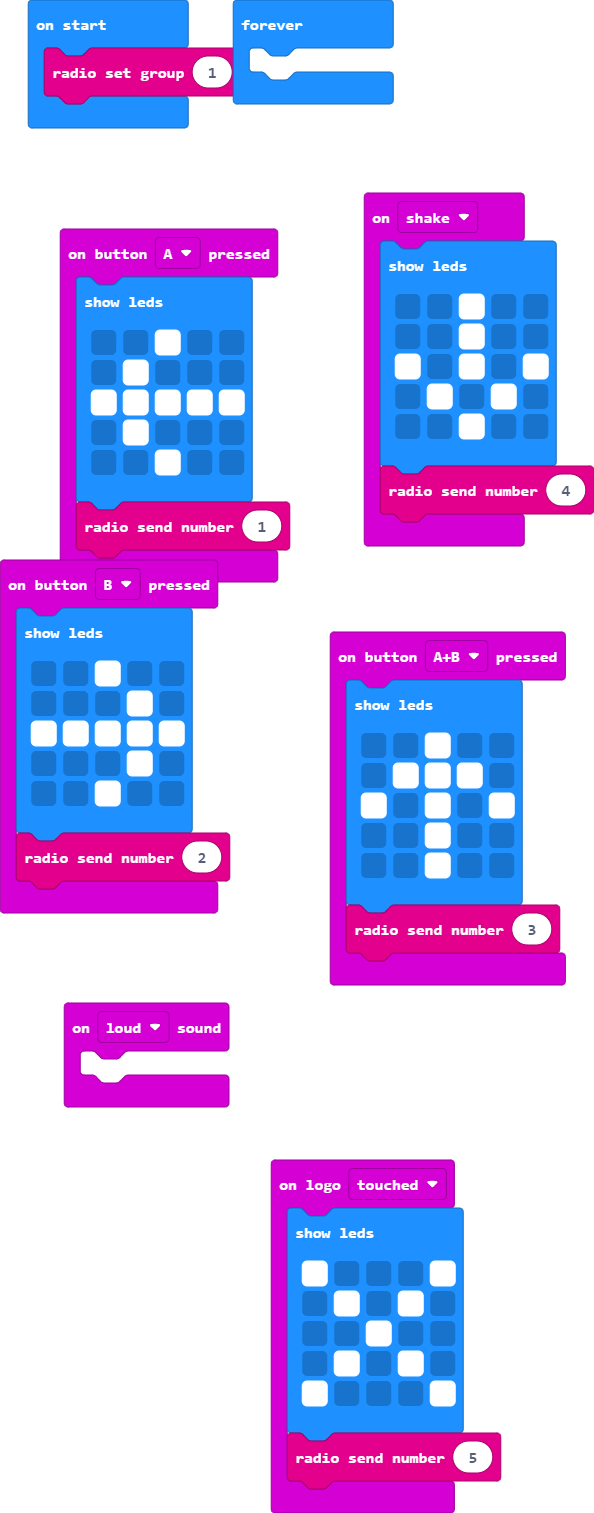 on start
radio set group 1
forever
on shake
show leds
radio send number 4
on button A pressed
show leds
radio send number 1
on button B pressed
show leds
radio send number 2
on button A+B pressed
show leds
radio send number 3
on loud sound
on logo touched
show leds
radio send number 5